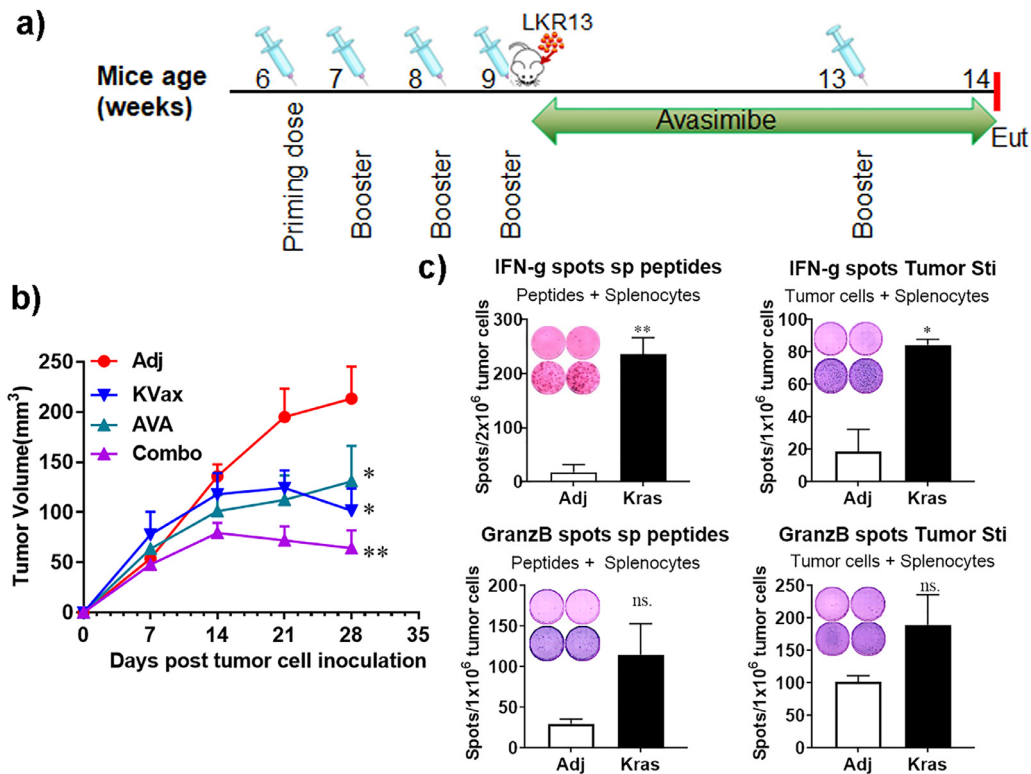 a)
LKR13
Mice age
(weeks)
6 7 8 9 13 14
Avasimibe
Eut
Priming dose
Booster
Booster
Booster
Booster
b)
Tumor Volume(mm3)
250
200
150
100
50
0
Adj
KVax
AVA
Combo
*
*
**
0 7 14 21 28 35
Days post tumor cell inoculation
c)
IFN-g spots sp peptides
Peptides + Splenocytes
Spots/2x10⁶ tumor cells
300
200
100
0
**
Adj Kras
IFN-g spots Tumor Sti
Tumor cells + Splenocytes
Spots/1x10⁶ tumor cells
100
80
60
40
20
0
*
Adj Kras
GranzB spots sp peptides
Peptides + Splenocytes
Spots/1x10⁶ tumor cells
200
150
100
50
0
ns.
Adj Kras
GranzB spots Tumor Sti
Tumor cells + Splenocytes
Spots/1x10⁶ tumor cells
250
200
150
100
50
0
ns.
Adj Kras